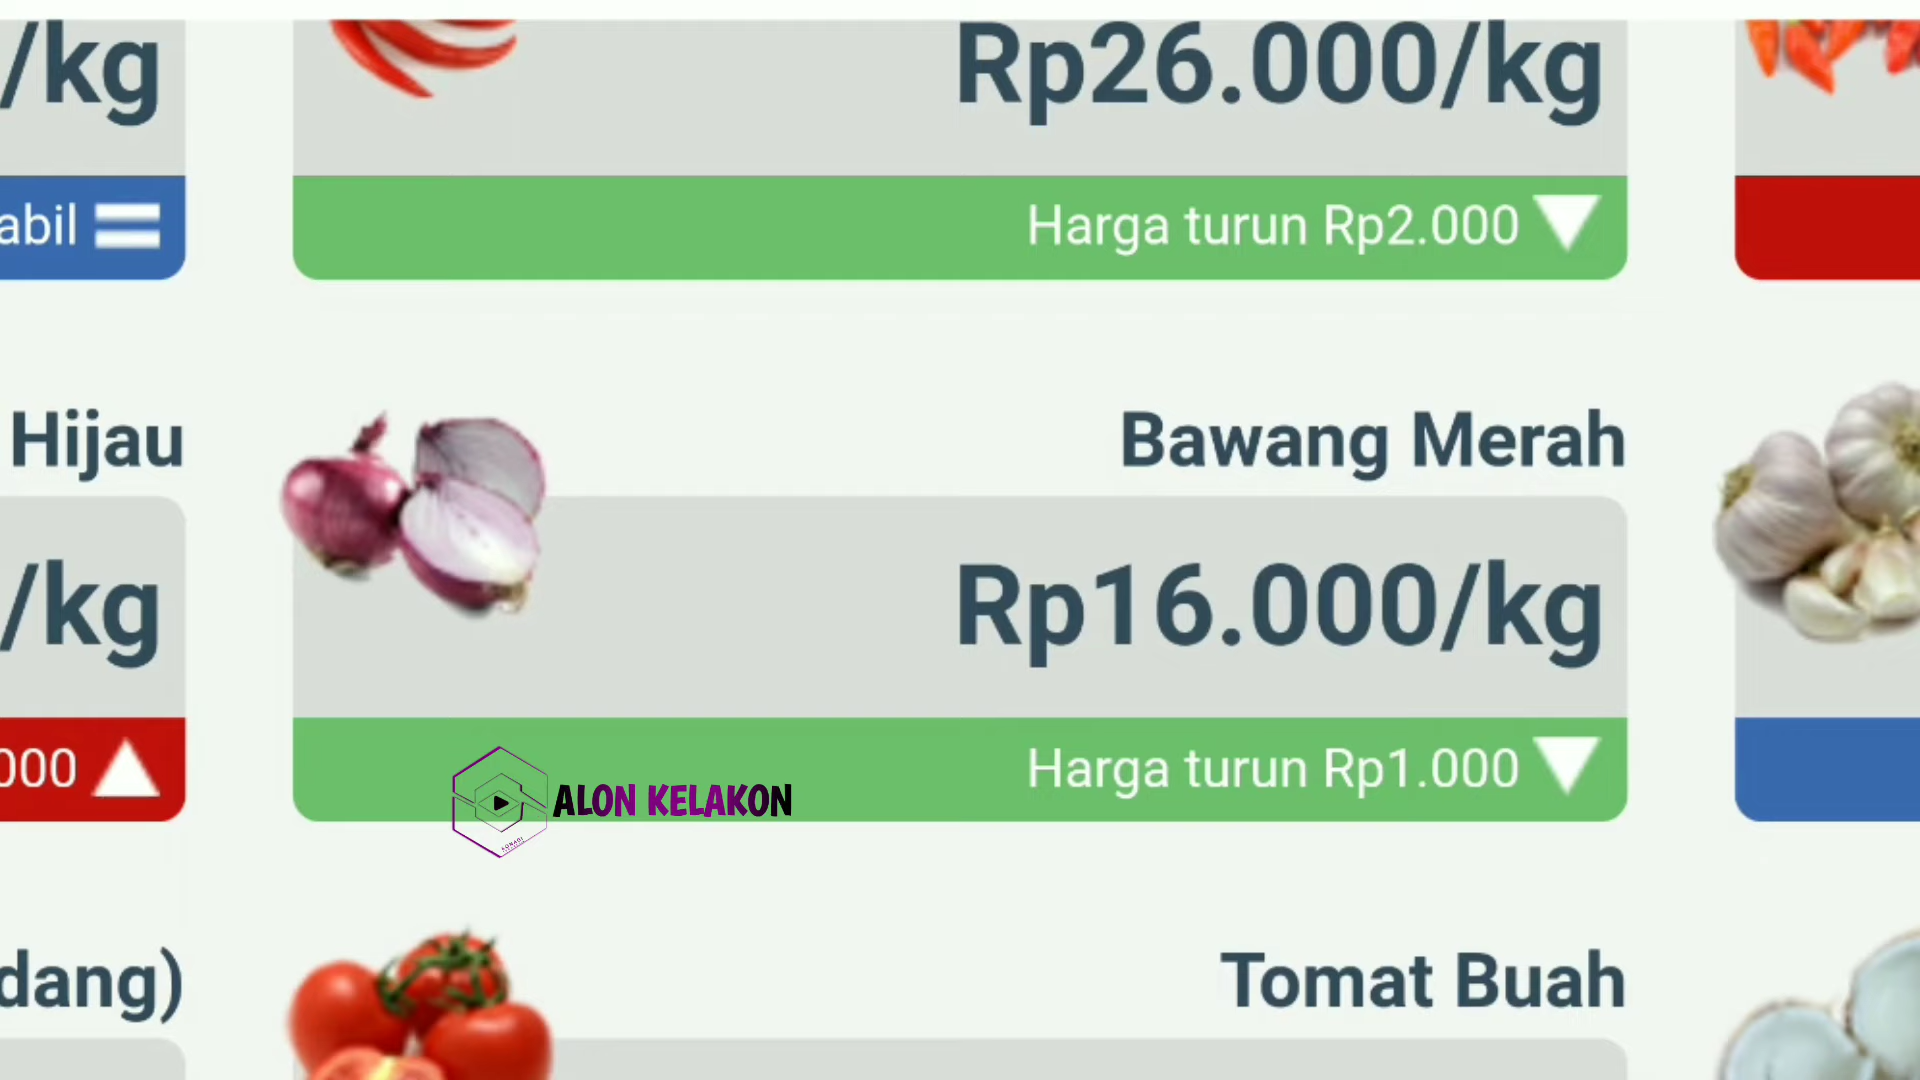 /kg
Rp26.000/kg
abil
Harga turun Rp2.000
Hijau
Bawang Merah
/kg
Rp16.000/kg
000
Harga turun Rp1.000
ALON KELAKON
dang)
Tomat Buah